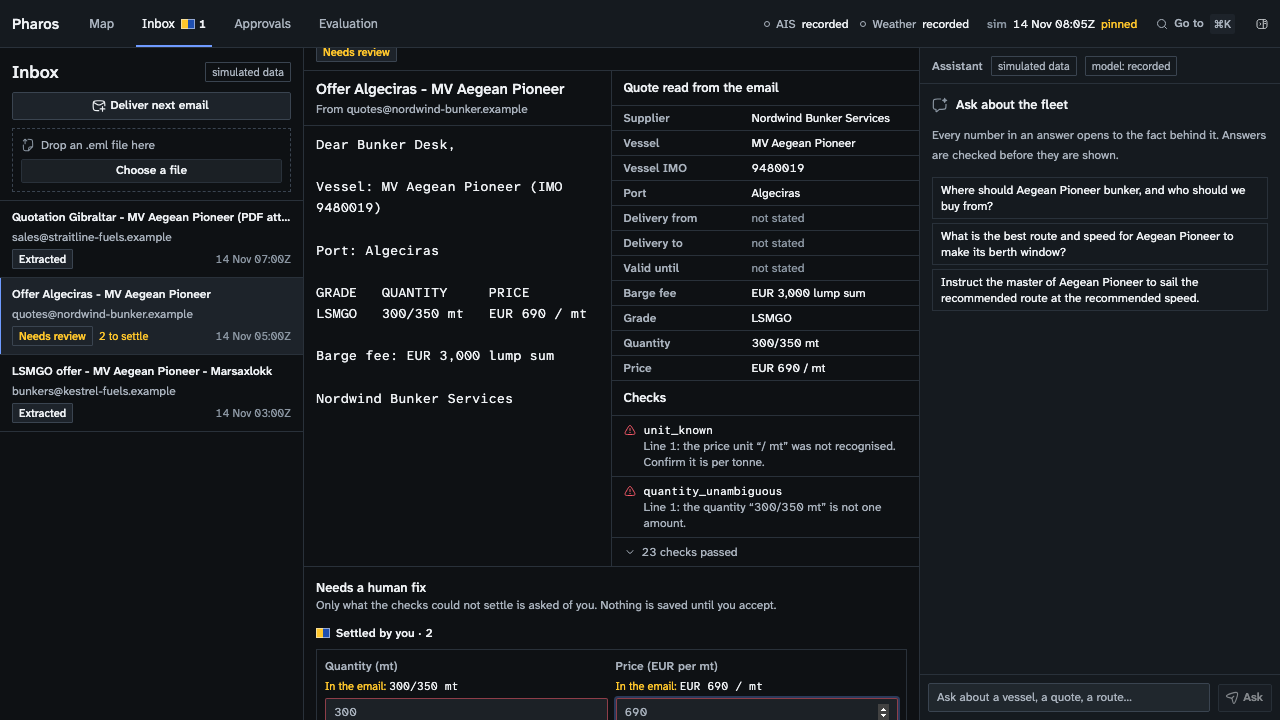 Pharos
Map
Inbox 1
Approvals
Evaluation
AIS recorded
Weather recorded
sim 14 Nov 08:05Z pinned
Go to ⌘K
Inbox
simulated data
Deliver next email
Drop an .eml file here
Choose a file
Quotation Gibraltar - MV Aegean Pioneer (PDF att...
sales@straitline-fuels.example
Extracted
14 Nov 07:00Z
Offer Algeciras - MV Aegean Pioneer
quotes@nordwind-bunker.example
Needs review 2 to settle
14 Nov 05:00Z
LSMGO offer - MV Aegean Pioneer - Marsaxlokk
bunkers@kestrel-fuels.example
Extracted
14 Nov 03:00Z
Needs review
Offer Algeciras - MV Aegean Pioneer
From quotes@nordwind-bunker.example
Dear Bunker Desk,
Vessel: MV Aegean Pioneer (IMO
9480019)
Port: Algeciras
GRADE QUANTITY PRICE
LSMGO 300/350 mt EUR 690 / mt
Barge fee: EUR 3,000 lump sum
Nordwind Bunker Services
Quote read from the email
Supplier Nordwind Bunker Services
Vessel MV Aegean Pioneer
Vessel IMO 9480019
Port Algeciras
Delivery from not stated
Delivery to not stated
Valid until not stated
Barge fee EUR 3,000 lump sum
Grade LSMGO
Quantity 300/350 mt
Price EUR 690 / mt
Checks
unit_known
Line 1: the price unit “/ mt” was not recognised.
Confirm it is per tonne.
quantity_unambiguous
Line 1: the quantity “300/350 mt” is not one
amount.
23 checks passed
Needs a human fix
Only what the checks could not settle is asked of you. Nothing is saved until you accept.
Settled by you · 2
Quantity (mt)
In the email: 300/350 mt
300
Price (EUR per mt)
In the email: EUR 690 / mt
690
Assistant
simulated data
model: recorded
Ask about the fleet
Every number in an answer opens to the fact behind it. Answers
are checked before they are shown.
Where should Aegean Pioneer bunker, and who should we
buy from?
What is the best route and speed for Aegean Pioneer to
make its berth window?
Instruct the master of Aegean Pioneer to sail the
recommended route at the recommended speed.
Ask about a vessel, a quote, a route...
Ask